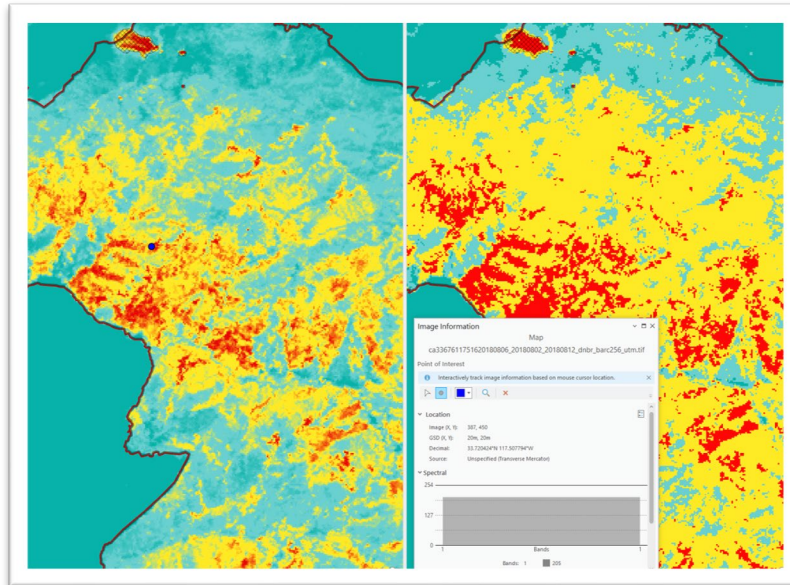 Image Information
Map
ca3367611751620180806_20180802_20180812_dnbr_barc256_utm.tif
Point of Interest
Interactively track image information based on mouse cursor location.
Location
Image (X, Y): 387, 450
GSD (X, Y): 20m, 20m
Decimal: 33.720424°N 117.507794°W
Source: Unspecified (Transverse Mercator)
Spectral
254
127
0
1 Bands 1
Bands: 1 205